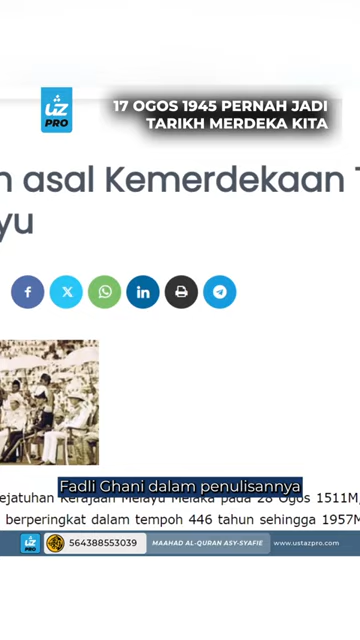 UZ
PRO
17 OGOS 1945 PERNAH JADI
TARIKH MERDEKA KITA
asal Kemerdekaan
yu
Fadli Ghani dalam penulisannya
ejatuhan Kerajaan Melayu Melaka pada 28 Ogos 1511M,
berperingkat dalam tempoh 446 tahun sehingga 1957M
UZ
PRO
564388553039
MAAHAD AL-QURAN ASY-SYAFIE
www.ustazpro.com